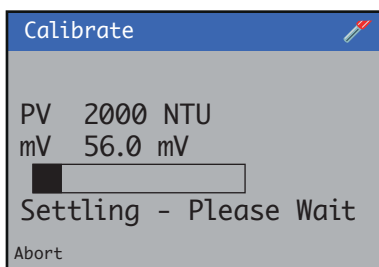 Calibrate
PV 2000 NTU
mV 56.0 mV
Settling - Please Wait
Abort